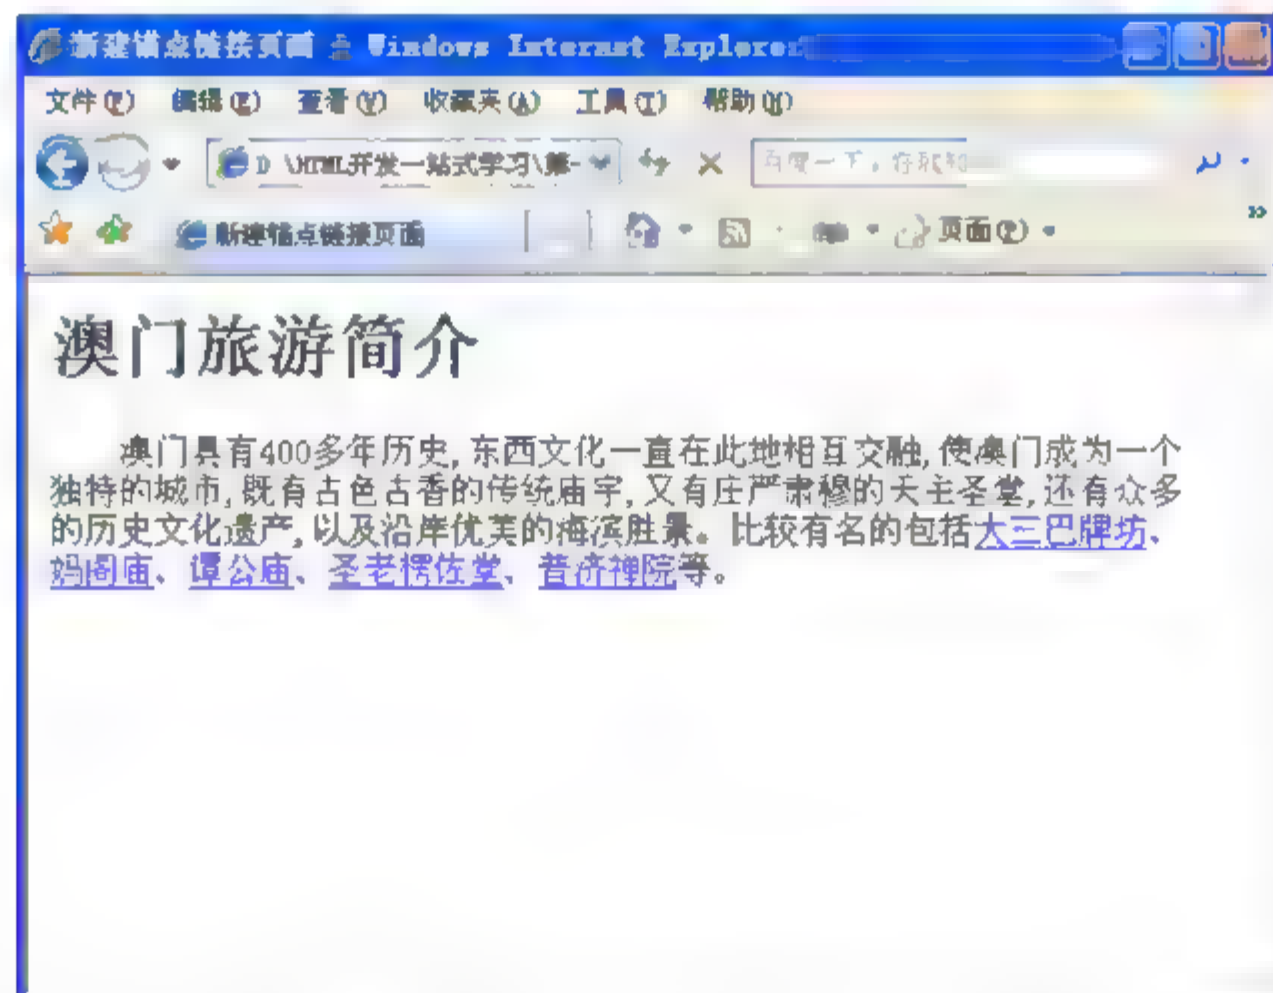 新建锚点链接页面 - Windows Internet Explorer
文件(F) 编辑(E) 查看(V) 收藏夹(A) 工具(T) 帮助(H)
D:\HTML开发一站式学习\第 百度一下，
新建锚点链接页面 页面(P)
澳门旅游简介
澳门具有400多年历史,东西文化一直在此地相互交融,使澳门成为一个
独特的城市,既有古色古香的传统庙宇,又有庄严肃穆的天主圣堂,还有众多
的历史文化遗产,以及沿岸优美的海滨胜景。比较有名的包括大三巴牌坊、
妈阁庙、谭公庙、圣老楞佐堂、普济禅院等。